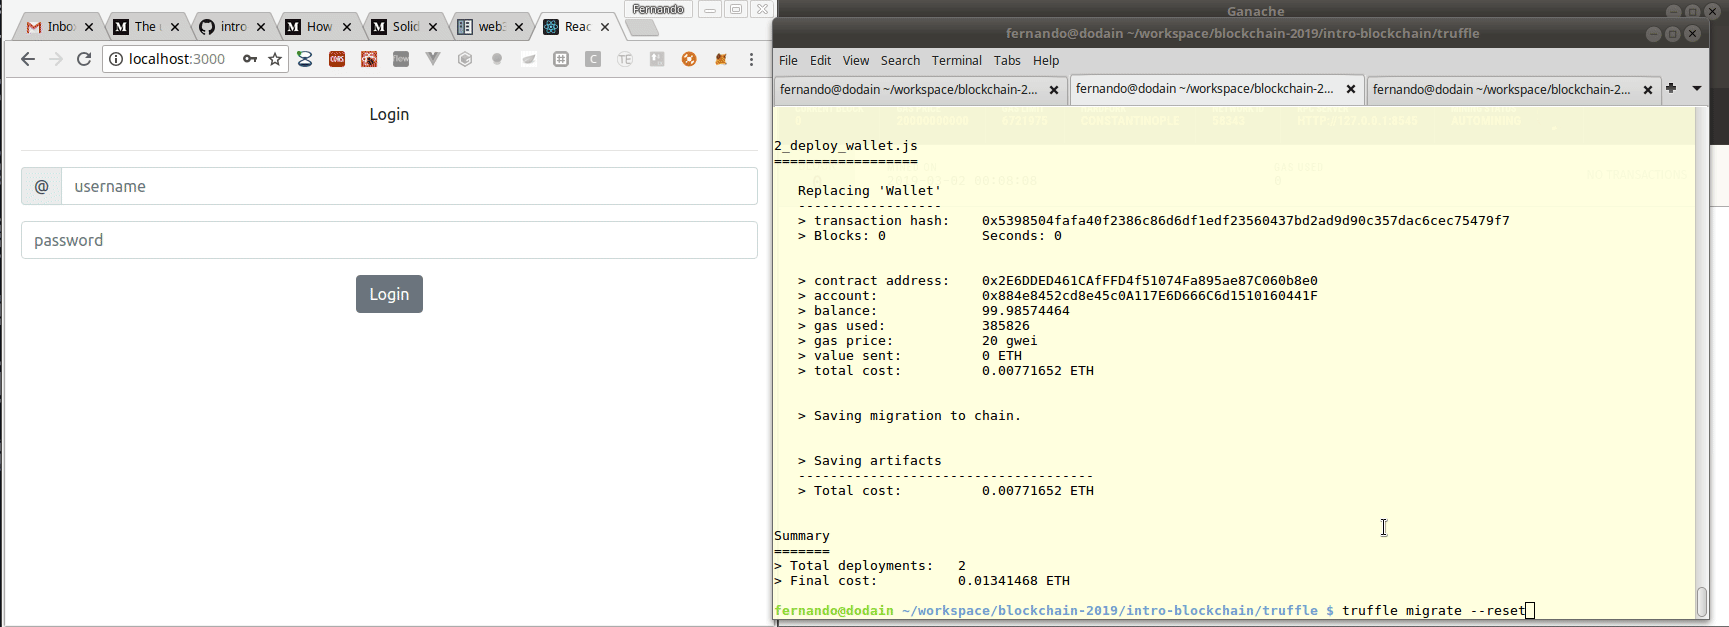 Fernando
Inbo
The
intro
How
Solid
web
Reac
localhost:3000
Login
@ username
password
Login
Ganache
fernando@dodain ~/workspace/blockchain-2019/intro-blockchain/truffle
File Edit View Search Terminal Tabs Help
fernando@dodain ~/workspace/blockchain-2...
fernando@dodain ~/workspace/blockchain-2...
fernando@dodain ~/workspace/blockchain-2...
2_deploy_wallet.js
==================
Replacing 'Wallet'
------------------
> transaction hash: 0x5398504fafa40f2386c86d6df1edf23560437bd2ad9d90c357dac6cec75479f7
> Blocks: 0 Seconds: 0
> contract address: 0x2E6DDED461CAfFFD4f51074Fa895ae87C060b8e0
> account: 0x884e8452cd8e45c0A117E6D666C6d1510160441F
> balance: 99.98574464
> gas used: 385826
> gas price: 20 gwei
> value sent: 0 ETH
> total cost: 0.00771652 ETH
> Saving migration to chain.
> Saving artifacts
-------------------------------------
> Total cost: 0.00771652 ETH
Summary
=======
> Total deployments: 2
> Final cost: 0.01341468 ETH
fernando@dodain ~/workspace/blockchain-2019/intro-blockchain/truffle $ truffle migrate --reset